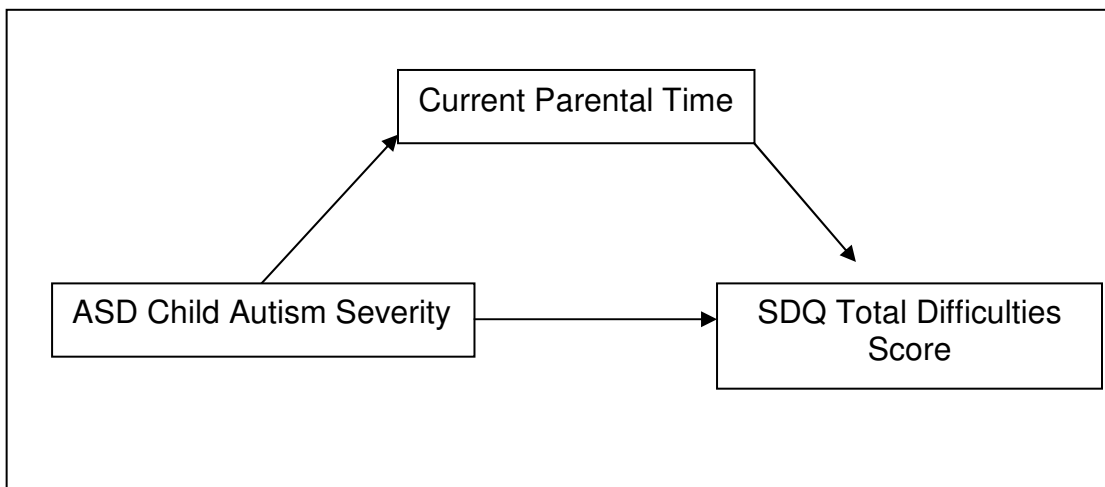 Current Parental Time
ASD Child Autism Severity
SDQ Total Difficulties
Score